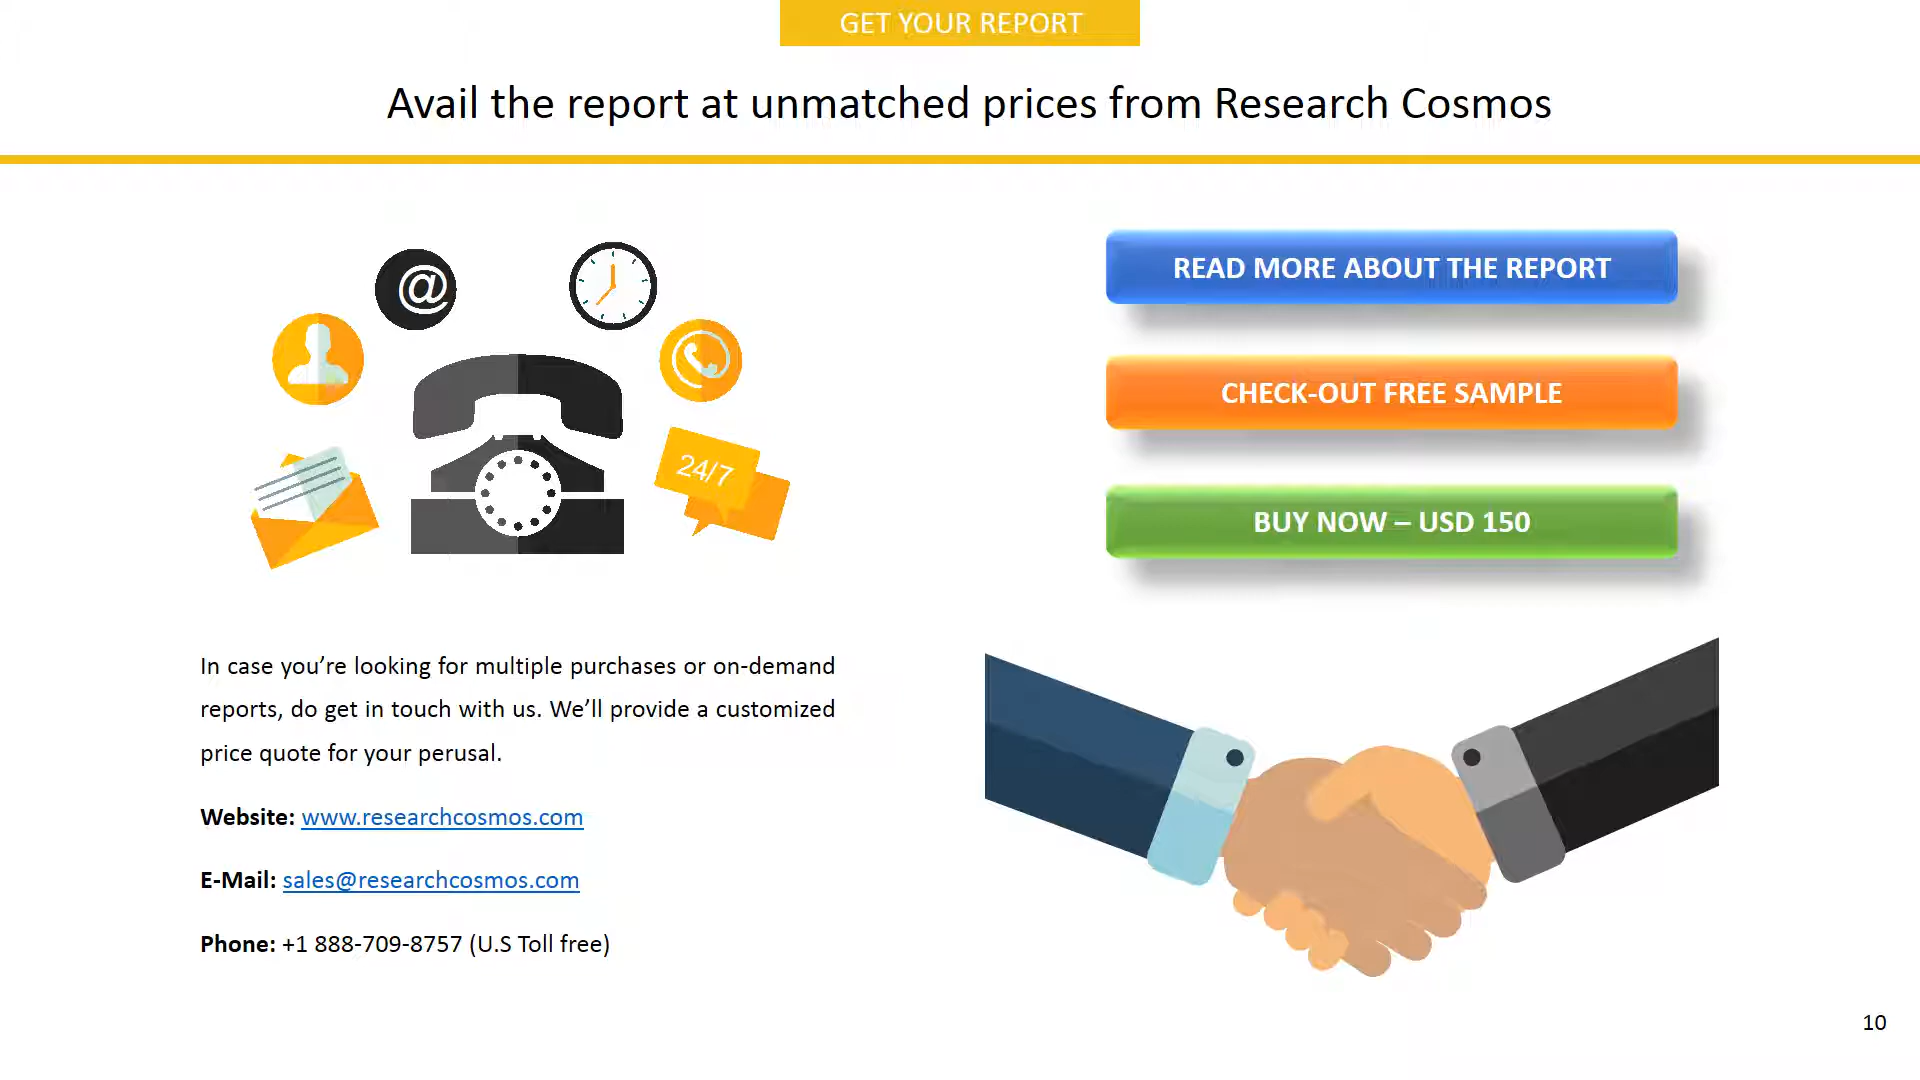 GET YOUR REPORT
Avail the report at unmatched prices from Research Cosmos
@
24/7
READ MORE ABOUT THE REPORT
CHECK-OUT FREE SAMPLE
BUY NOW – USD 150
In case you’re looking for multiple purchases or on-demand
reports, do get in touch with us. We’ll provide a customized
price quote for your perusal.
Website: www.researchcosmos.com
E-Mail: sales@researchcosmos.com
Phone: +1 888-709-8757 (U.S Toll free)
10